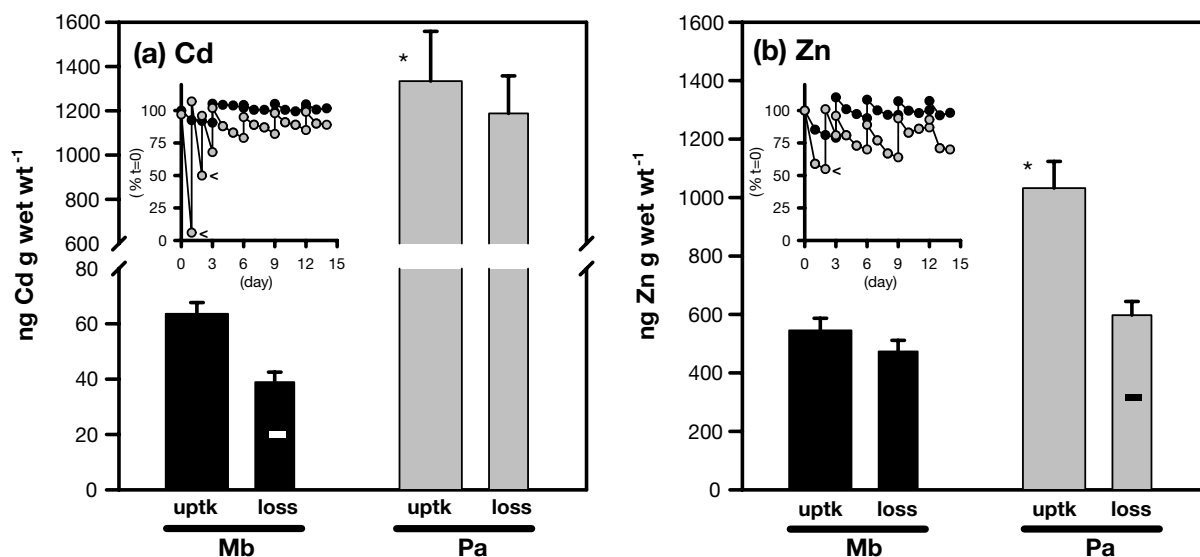 (a) Cd
ng Cd g wet wt⁻¹
1600
1400
1200
1000
800
600
80
60
40
20
0
*
(% t=0)
100
75
50
25
0
<
<
0 3 6 9 12 15
(day)
uptk loss uptk loss
Mb Pa
(b) Zn
ng Zn g wet wt⁻¹
1600
1400
1200
1000
800
600
400
200
0
*
(% t=0)
100
75
50
25
0
<
0 3 6 9 12 15
(day)
uptk loss uptk loss
Mb Pa